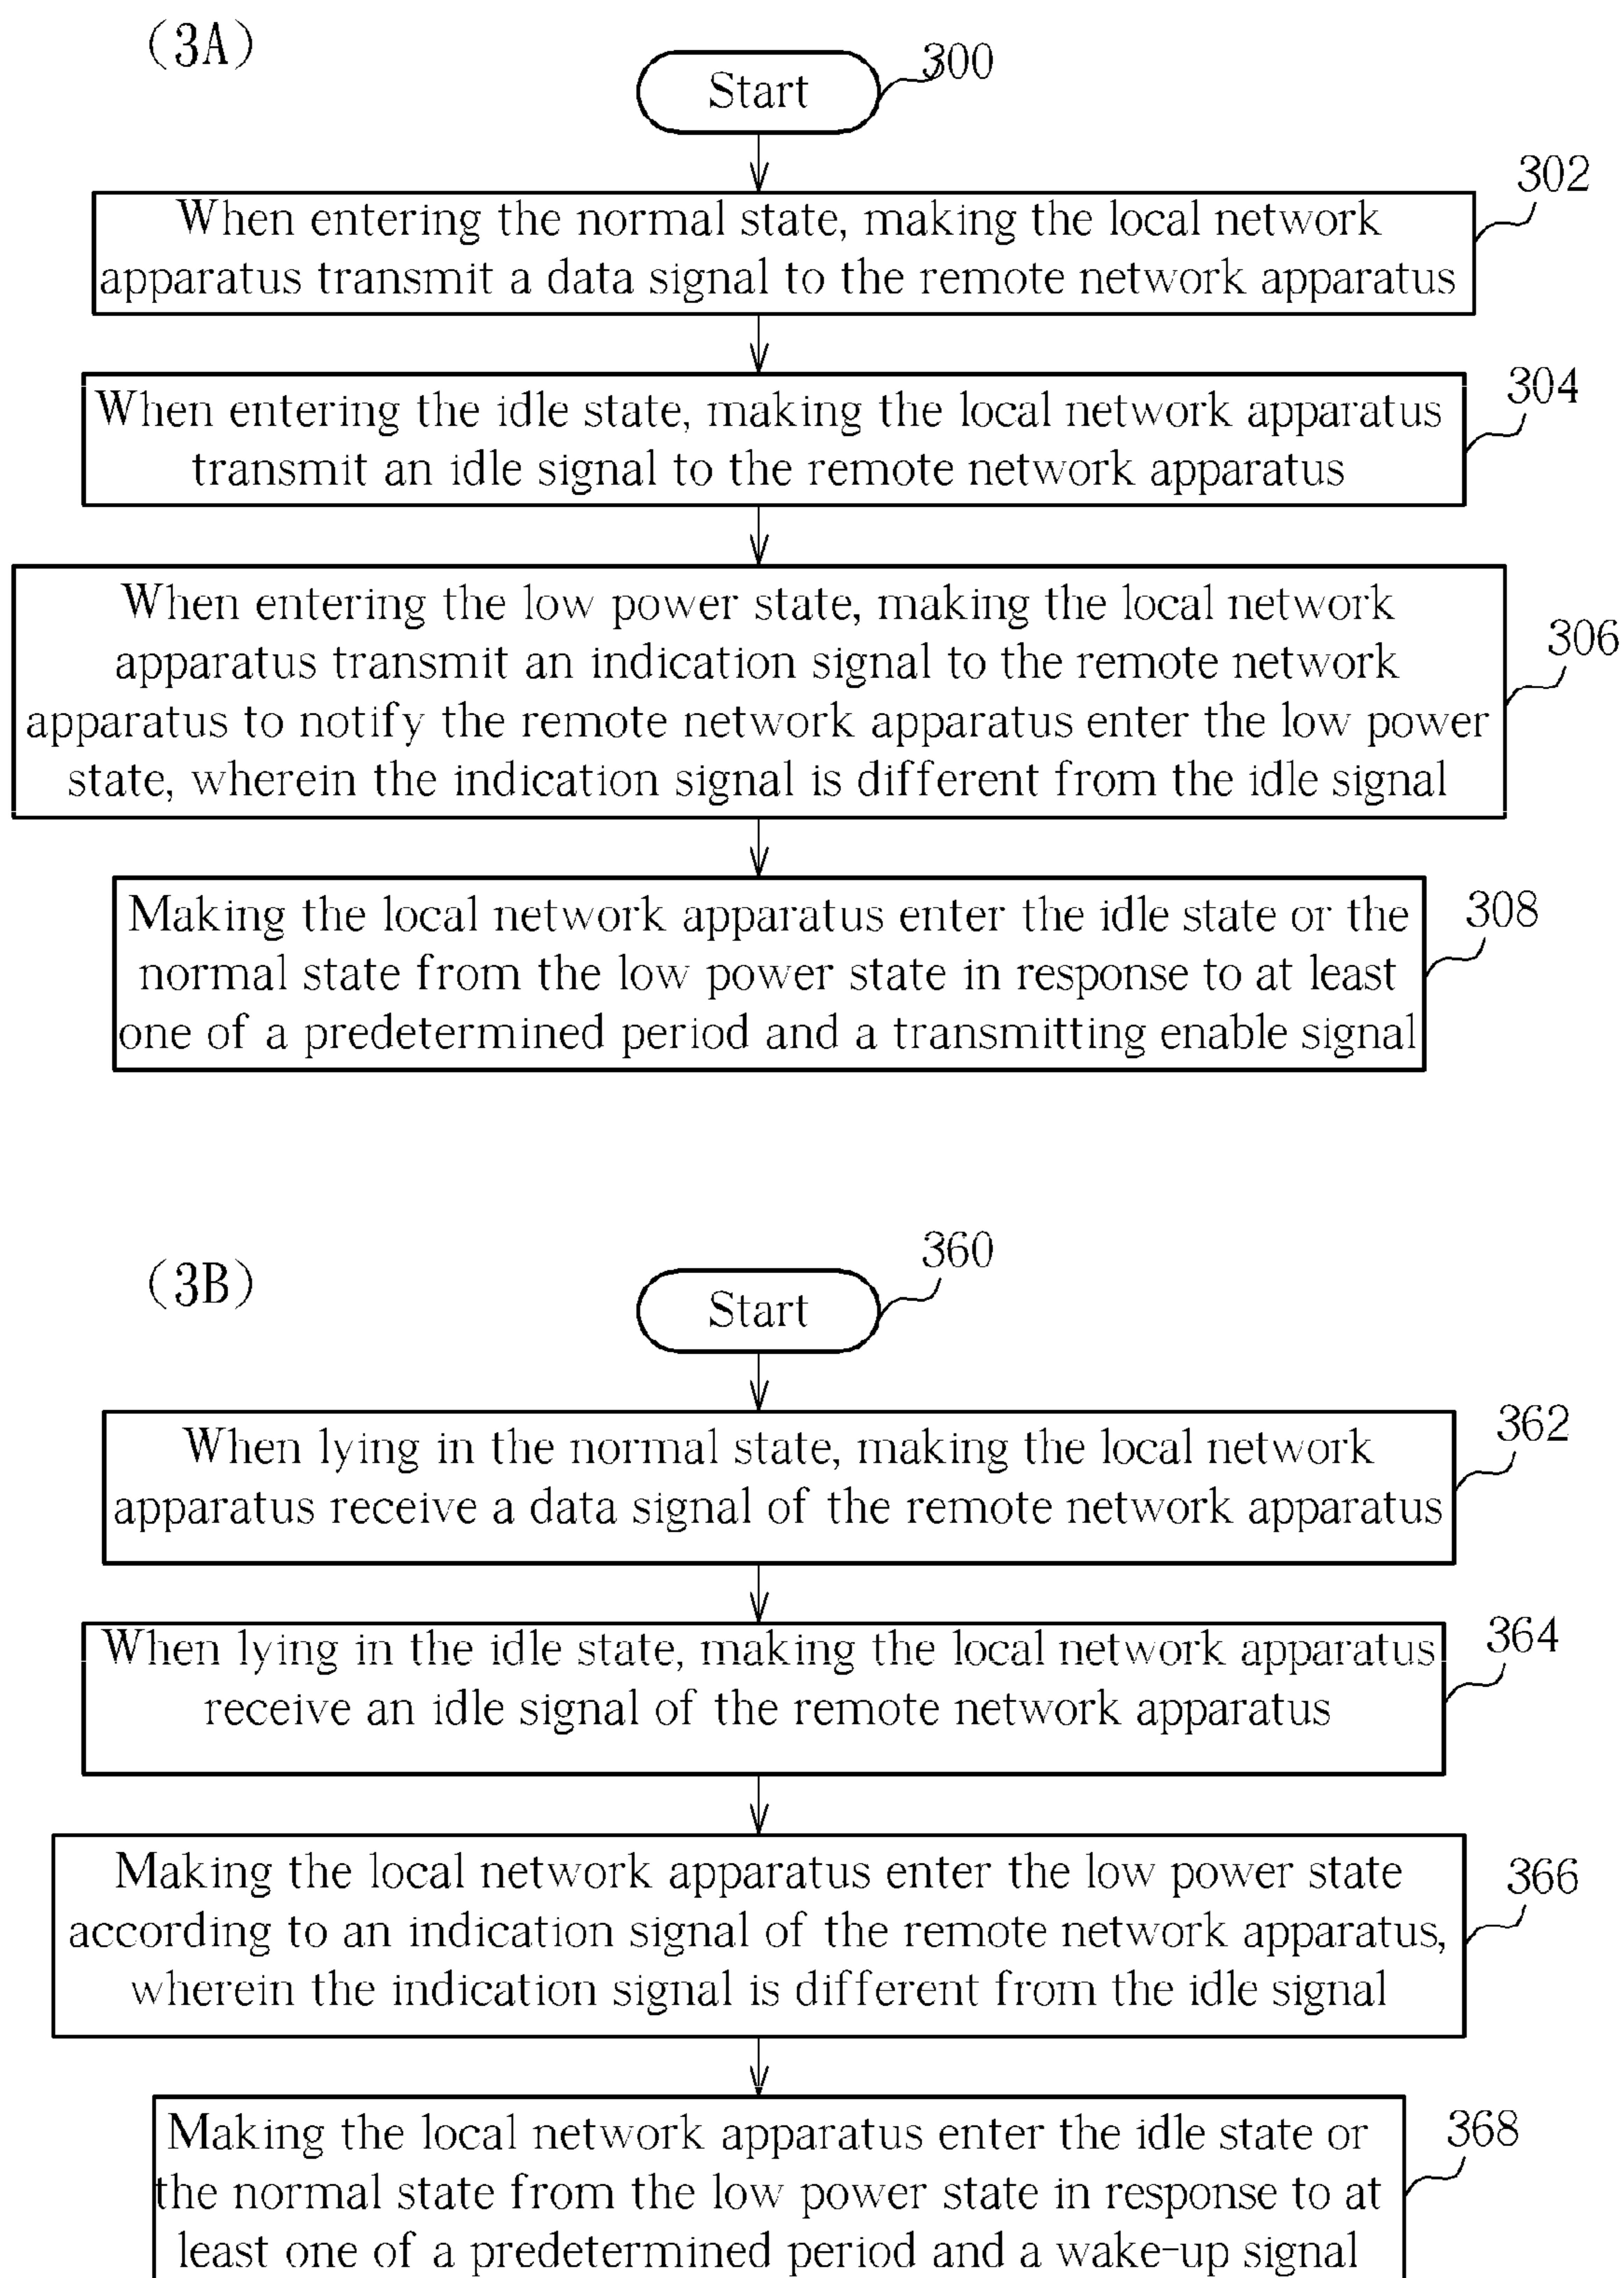 (3A)
Start
300
302
When entering the normal state, making the local network
apparatus transmit a data signal to the remote network apparatus
304
When entering the idle state, making the local network apparatus
transmit an idle signal to the remote network apparatus
306
When entering the low power state, making the local network
apparatus transmit an indication signal to the remote network
apparatus to notify the remote network apparatus enter the low power
state, wherein the indication signal is different from the idle signal
308
Making the local network apparatus enter the idle state or the
normal state from the low power state in response to at least
one of a predetermined period and a transmitting enable signal
(3B)
Start
360
362
When lying in the normal state, making the local network
apparatus receive a data signal of the remote network apparatus
364
When lying in the idle state, making the local network apparatus
receive an idle signal of the remote network apparatus
366
Making the local network apparatus enter the low power state
according to an indication signal of the remote network apparatus,
wherein the indication signal is different from the idle signal
368
Making the local network apparatus enter the idle state or
the normal state from the low power state in response to at
least one of a predetermined period and a wake-up signal